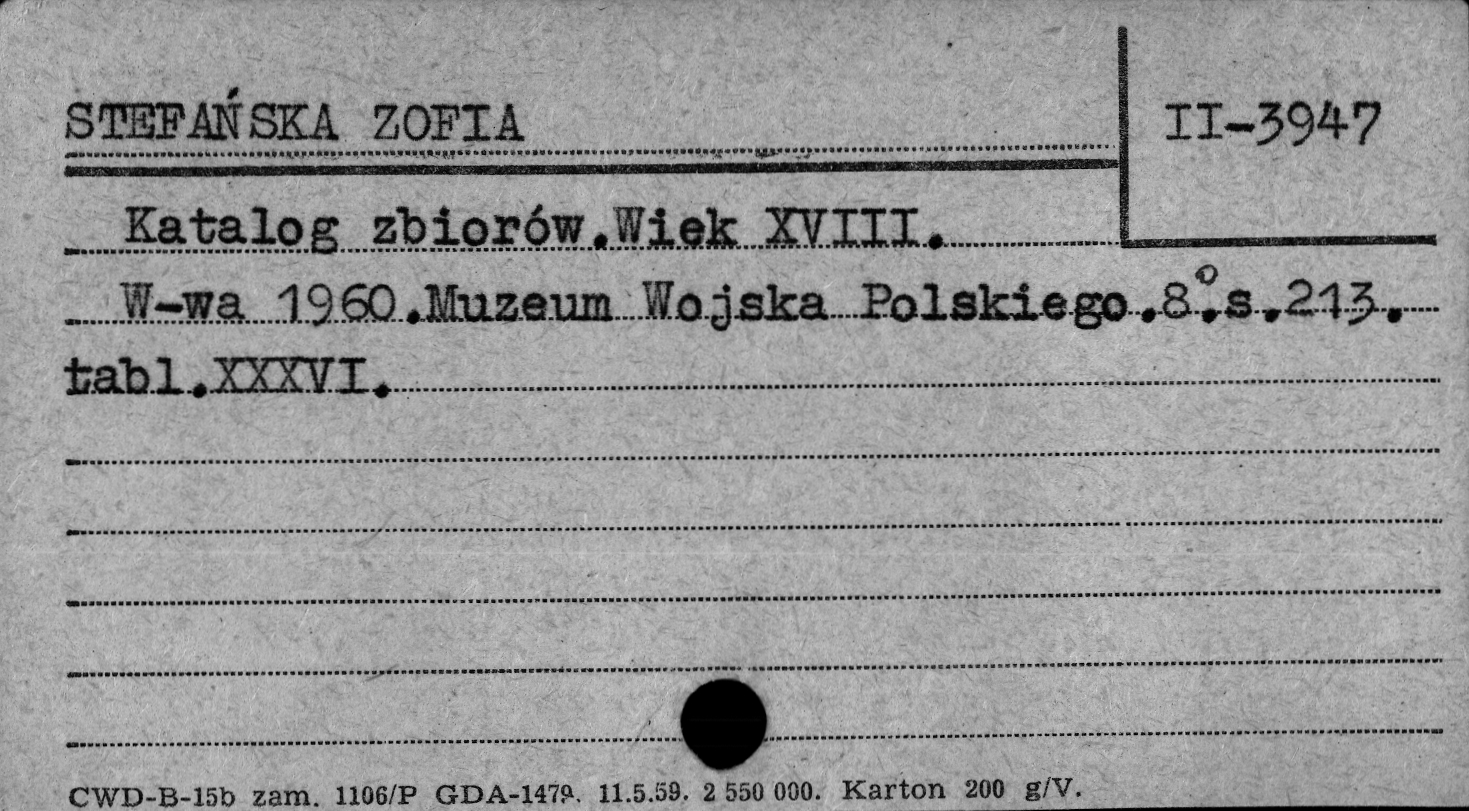 STEFAŃSKA ZOFIA
II-3947
Katalog zbiorów.Wiek XVIII.
W-wa 1960.Muzeum Wojska Polskiego.8°.s.213.
tabl.XXXVI.
CWD-B-15b zam. 1106/P GDA-1479. 11.5.59. 2 550 000. Karton 200 g/V.